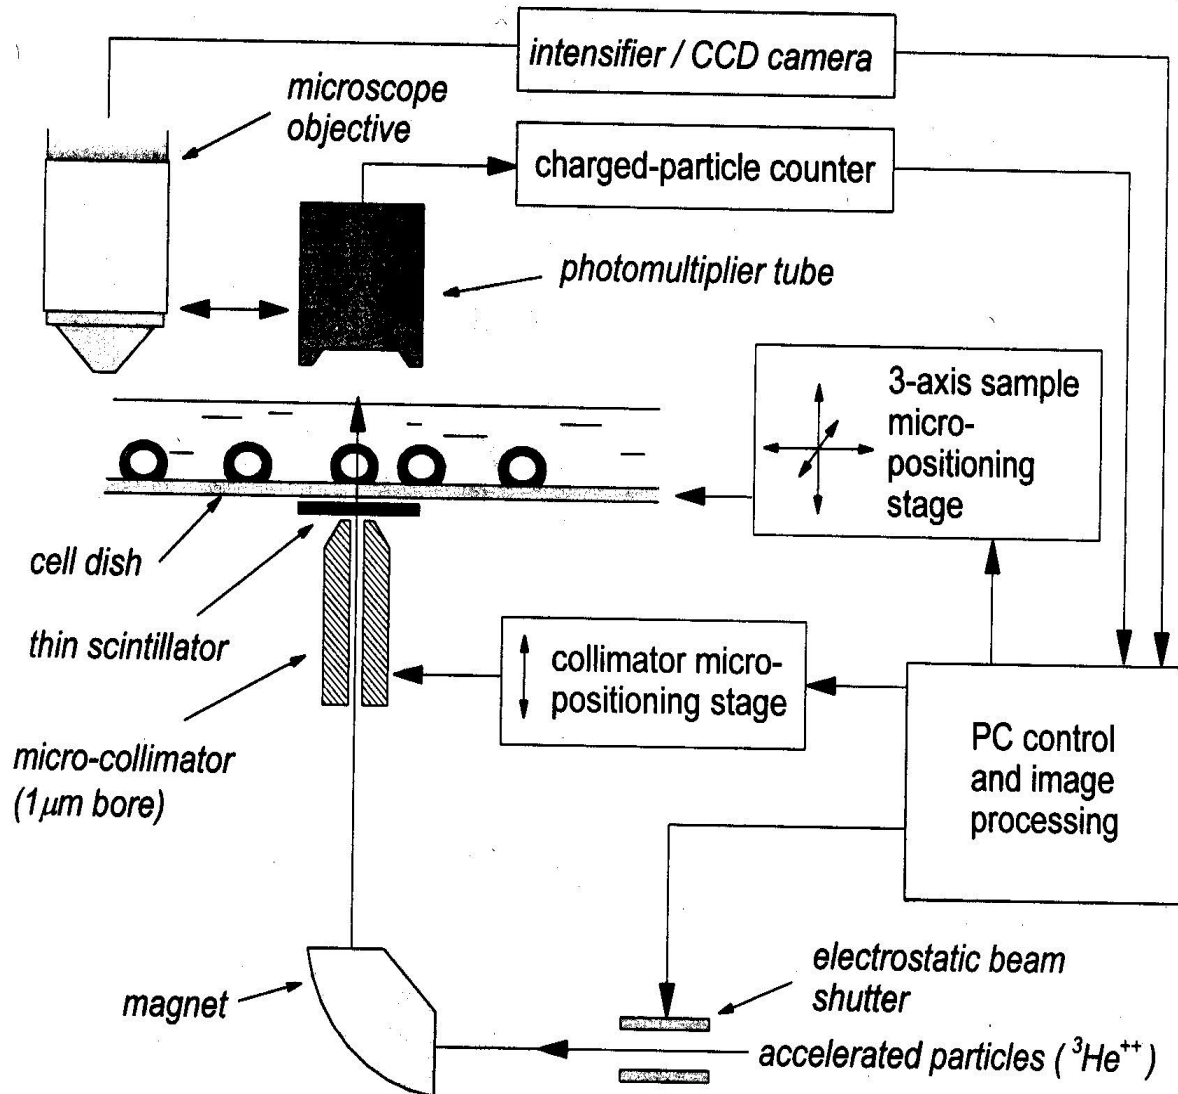 intensifier / CCD camera
microscope
objective
charged-particle counter
photomultiplier tube
3-axis sample
micro-
positioning
stage
cell dish
thin scintillator
collimator micro-
positioning
stage
micro-collimator
(1μm bore)
PC control
and image
processing
electrostatic beam
shutter
magnet
accelerated particles ( ³He⁺⁺)